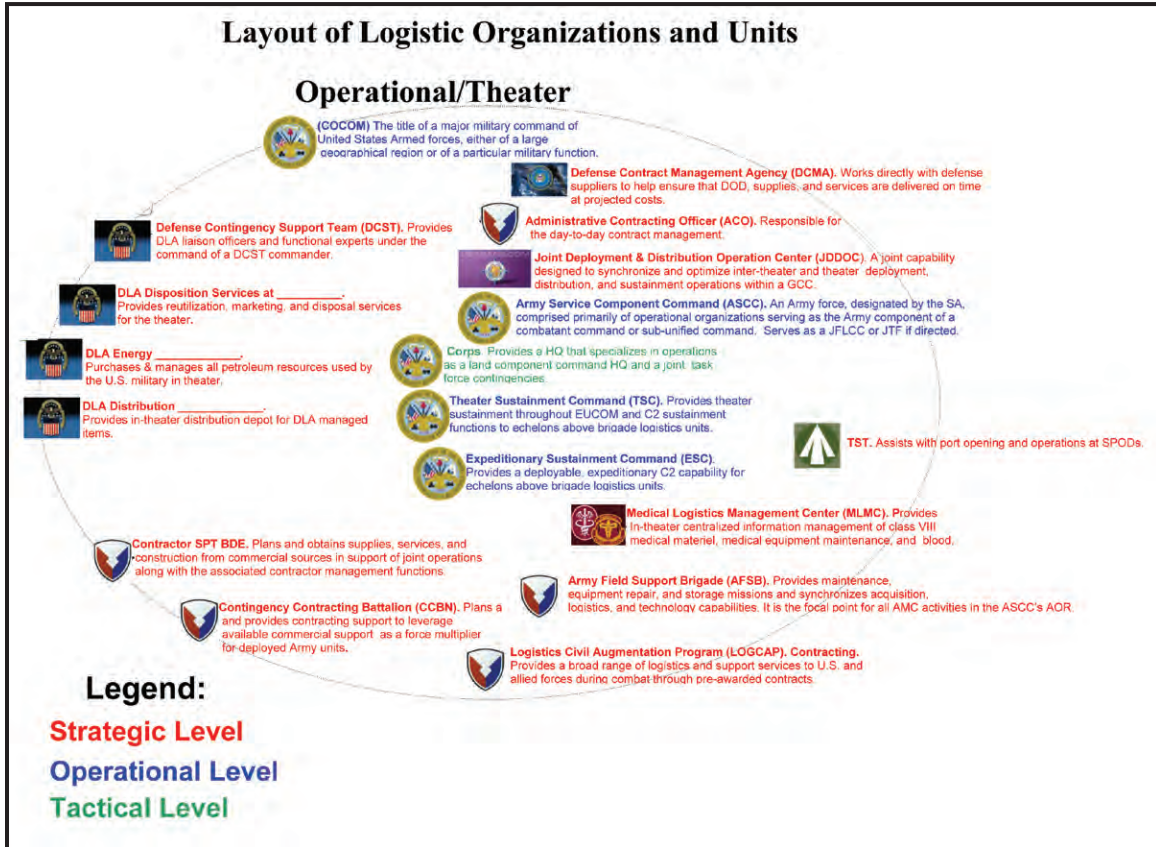 Layout of Logistic Organizations and Units
Operational/Theater
(COCOM) The title of a major military command of
United States Armed forces, either of a large
geographical region or of a particular military function.
Defense Contract Management Agency (DCMA). Works directly with defense
suppliers to help ensure that DOD, supplies, and services are delivered on time
at projected costs.
Administrative Contracting Officer (ACO). Responsible for
the day-to-day contract management.
Defense Contingency Support Team (DCST). Provides
DLA liaison officers and functional experts under the
command of a DCST commander.
Joint Deployment & Distribution Operation Center (JDDOC). A joint capability
designed to synchronize and optimize inter-theater and theater deployment,
distribution, and sustainment operations within a GCC.
DLA Disposition Services at __________.
Provides reutilization, marketing, and disposal services
for the theater.
Army Service Component Command (ASCC). An Army force, designated by the SA,
comprised primarily of operational organizations serving as the Army component of a
combatant command or sub-unified command. Serves as a JFLCC or JTF if directed.
DLA Energy _____________.
Purchases & manages all petroleum resources used by
the U.S. military in theater.
Corps. Provides a HQ that specializes in operations
as a land component command HQ and a joint task
force contingencies.
DLA Distribution ______________.
Provides in-theater distribution depot for DLA managed
items.
Theater Sustainment Command (TSC). Provides theater
sustainment throughout EUCOM and C2 sustainment
functions to echelons above brigade logistics units.
TST. Assists with port opening and operations at SPODs.
Expeditionary Sustainment Command (ESC).
Provides a deployable, expeditionary C2 capability for
echelons above brigade logistics units.
Medical Logistics Management Center (MLMC). Provides
In-theater centralized information management of class VIII
medical materiel, medical equipment maintenance, and blood.
Contractor SPT BDE. Plans and obtains supplies, services, and
construction from commercial sources in support of joint operations
along with the associated contractor management functions.
Army Field Support Brigade (AFSB). Provides maintenance,
equipment repair, and storage missions and synchronizes acquisition,
logistics, and technology capabilities. It is the focal point for all AMC activities in the ASCC's AOR.
Contingency Contracting Battalion (CCBN). Plans a
and provides contracting support to leverage
available commercial support as a force multiplier
for deployed Army units.
Logistics Civil Augmentation Program (LOGCAP). Contracting.
Provides a broad range of logistics and support services to U.S. and
allied forces during combat through pre-awarded contracts.
Legend:
Strategic Level
Operational Level
Tactical Level